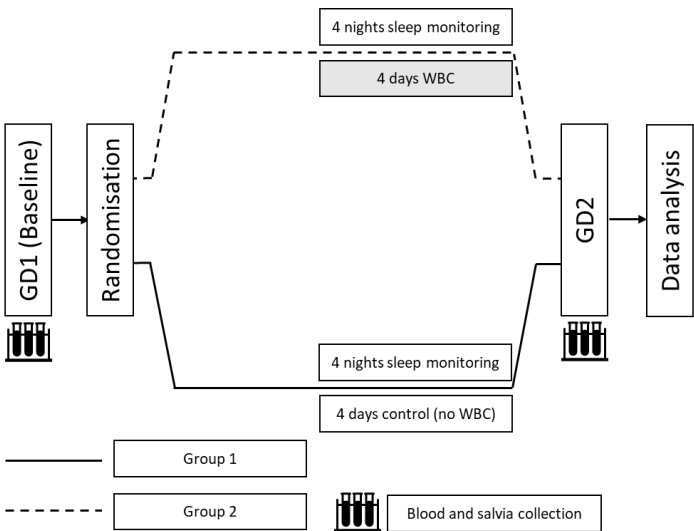 4 nights sleep monitoring
4 days WBC
GD1 (Baseline)
Randomisation
GD2
Data analysis
4 nights sleep monitoring
4 days control (no WBC)
Group 1
Group 2
Blood and salvia collection